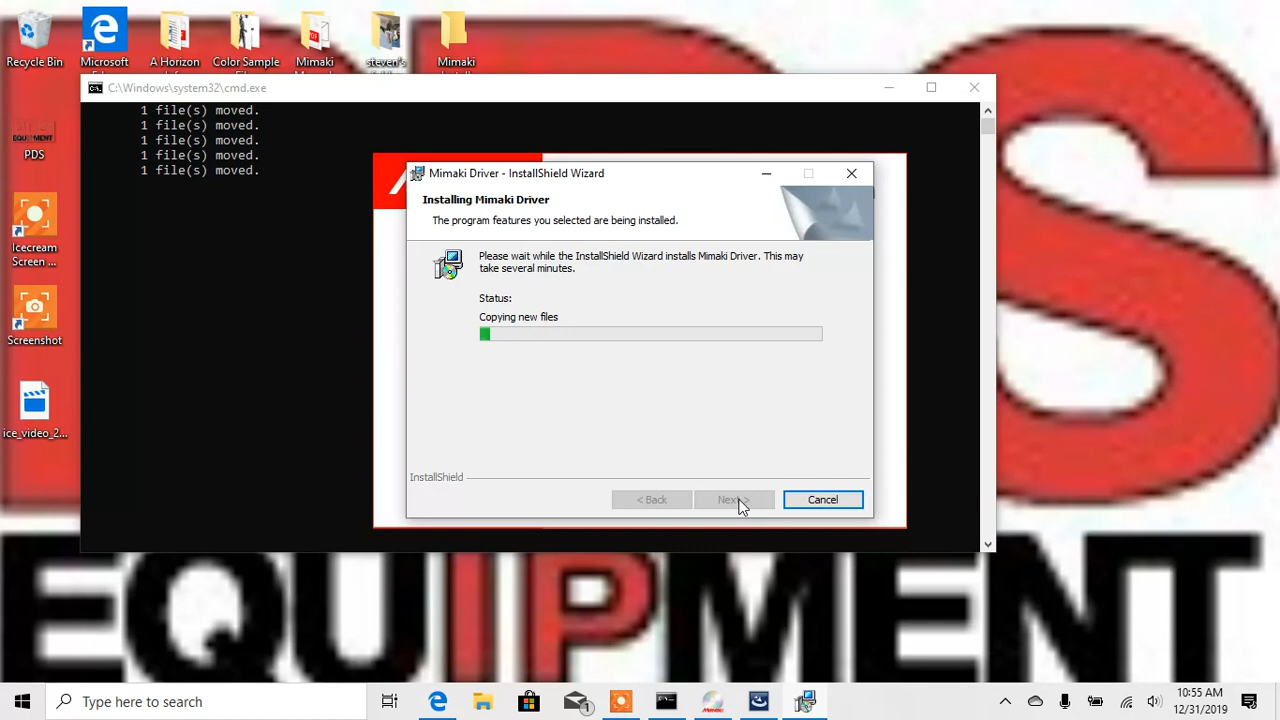 Recycle Bin
Microsoft
A Horizon
Color Sample
Mimaki
steven's
Mimaki
C:\Windows\system32\cmd.exe
1 file(s) moved.
1 file(s) moved.
1 file(s) moved.
1 file(s) moved.
1 file(s) moved.
EQUIPMENT
PDS
Icecream
Screen ...
Screenshot
ice_video_2...
Mimaki Driver - InstallShield Wizard
Installing Mimaki Driver
The program features you selected are being installed.
Please wait while the InstallShield Wizard installs Mimaki Driver. This may
take several minutes.
Status:
Copying new files
InstallShield
< Back
Next >
Cancel
EQUIPMENT
Type here to search
1
10:55 AM
12/31/2019